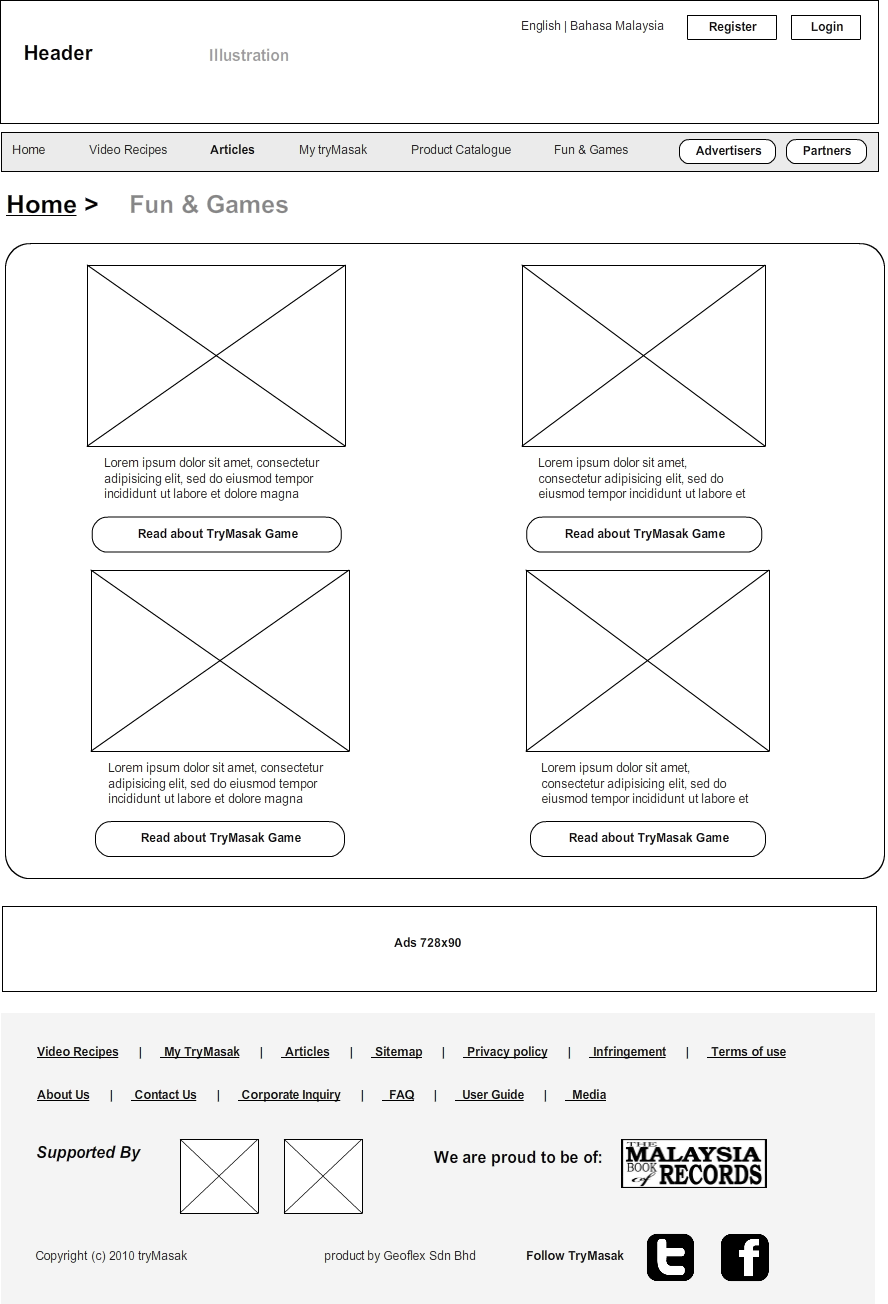 English | Bahasa Malaysia Register Login
Header Illustration
Home Video Recipes Articles My tryMasak Product Catalogue Fun & Games Advertisers Partners
Home > Fun & Games
Lorem ipsum dolor sit amet, consectetur
adipisicing elit, sed do eiusmod tempor
incididunt ut labore et dolore magna
Read about TryMasak Game
Lorem ipsum dolor sit amet,
consectetur adipisicing elit, sed do
eiusmod tempor incididunt ut labore et
Read about TryMasak Game
Lorem ipsum dolor sit amet, consectetur
adipisicing elit, sed do eiusmod tempor
incididunt ut labore et dolore magna
Read about TryMasak Game
Lorem ipsum dolor sit amet,
consectetur adipisicing elit, sed do
eiusmod tempor incididunt ut labore et
Read about TryMasak Game
Ads 728x90
Video Recipes | My TryMasak | Articles | Sitemap | Privacy policy | Infringement | Terms of use
About Us | Contact Us | Corporate Inquiry | FAQ | User Guide | Media
Supported By
We are proud to be of:
THE
MALAYSIA
BOOK of RECORDS
Copyright (c) 2010 tryMasak product by Geoflex Sdn Bhd Follow TryMasak t f